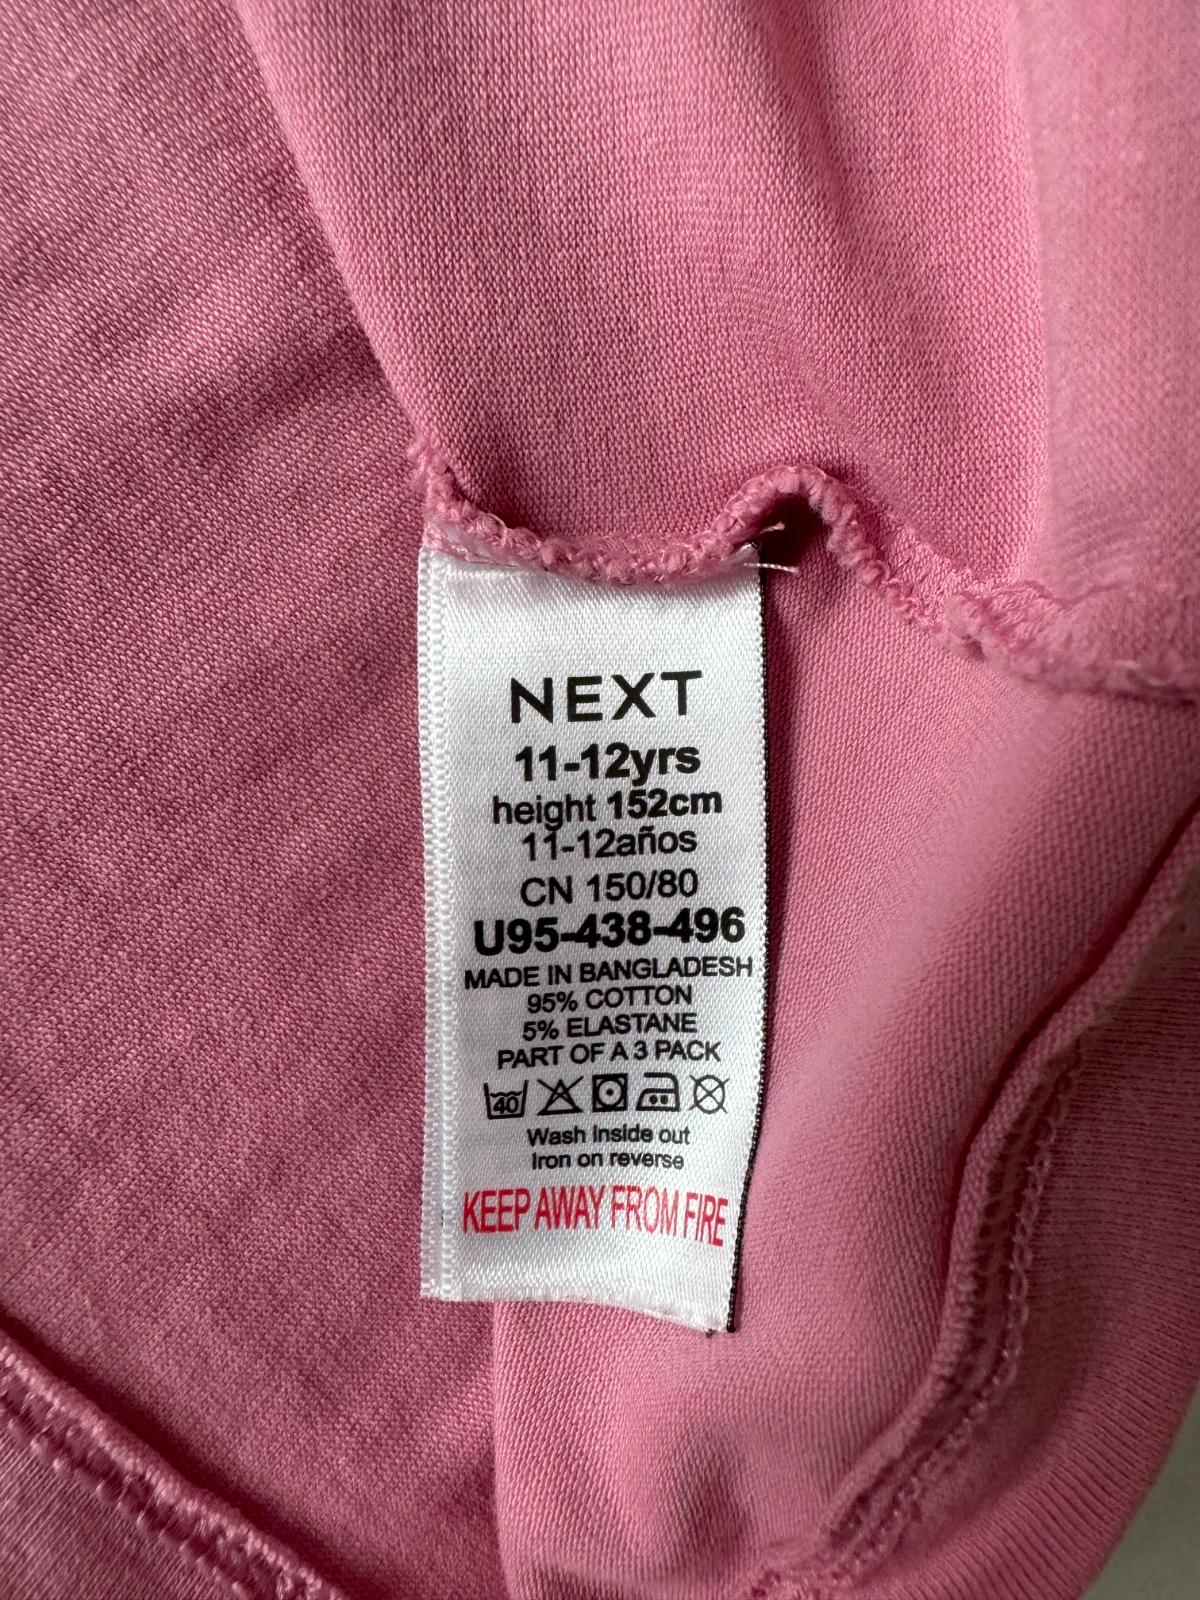 NEXT
11-12yrs
height 152cm
11-12años
CN 150/80
U95-438-496
MADE IN BANGLADESH
95% COTTON
5% ELASTANE
PART OF A 3 PACK
40
Wash inside out
Iron on reverse
KEEP AWAY FROM FIRE